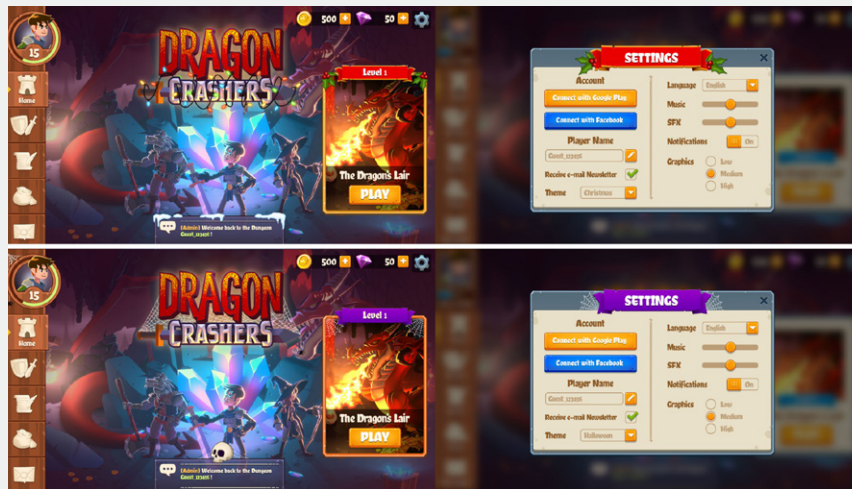 15
Home
500
50
DRAGON
CRASHERS
Level 1
The Dragon's Lair
PLAY
(Admin) Welcome back to the Dungeon
Guest_123456 !
SETTINGS
Account
Connect with Google Play
Connect with Facebook
Player Name
Guest_123456
Receive e-mail Newsletter
Theme
Christmas
Language
English
Music
SFX
Notifications
On
Graphics
Low
Medium
High
15
Home
500
50
DRAGON
CRASHERS
Level 1
The Dragon's Lair
PLAY
(Admin) Welcome back to the Dungeon
Guest_123456 !
SETTINGS
Account
Connect with Google Play
Connect with Facebook
Player Name
Guest_123456
Receive e-mail Newsletter
Theme
Halloween
Language
English
Music
SFX
Notifications
On
Graphics
Low
Medium
High